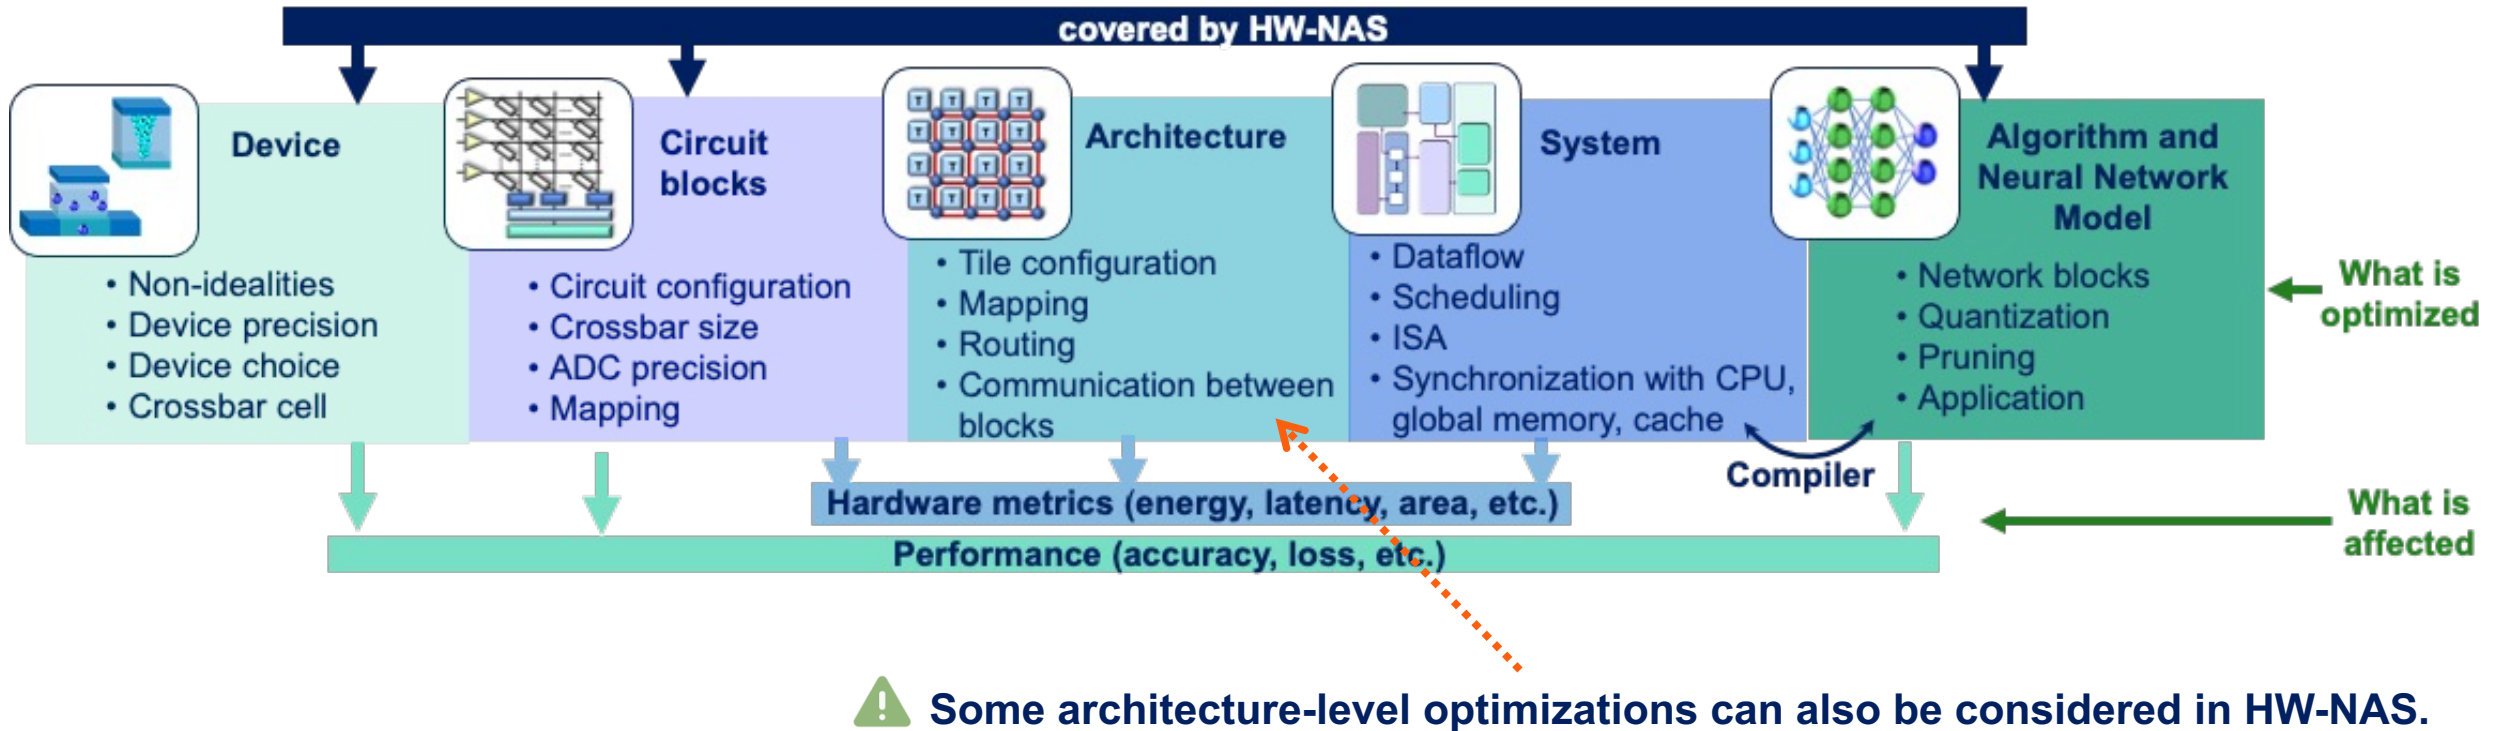 covered by HW-NAS
Device
• Non-idealities
• Device precision
• Device choice
• Crossbar cell
Circuit
blocks
• Circuit configuration
• Crossbar size
• ADC precision
• Mapping
T T T T
T T T T
T T T T
T T T T
Architecture
• Tile configuration
• Mapping
• Routing
• Communication between
blocks
System
• Dataflow
• Scheduling
• ISA
• Synchronization with CPU,
global memory, cache
Algorithm and
Neural Network
Model
• Network blocks
• Quantization
• Pruning
• Application
What is
optimized
Compiler
Hardware metrics (energy, latency, area, etc.)
Performance (accuracy, loss, etc.)
What is
affected
Some architecture-level optimizations can also be considered in HW-NAS.